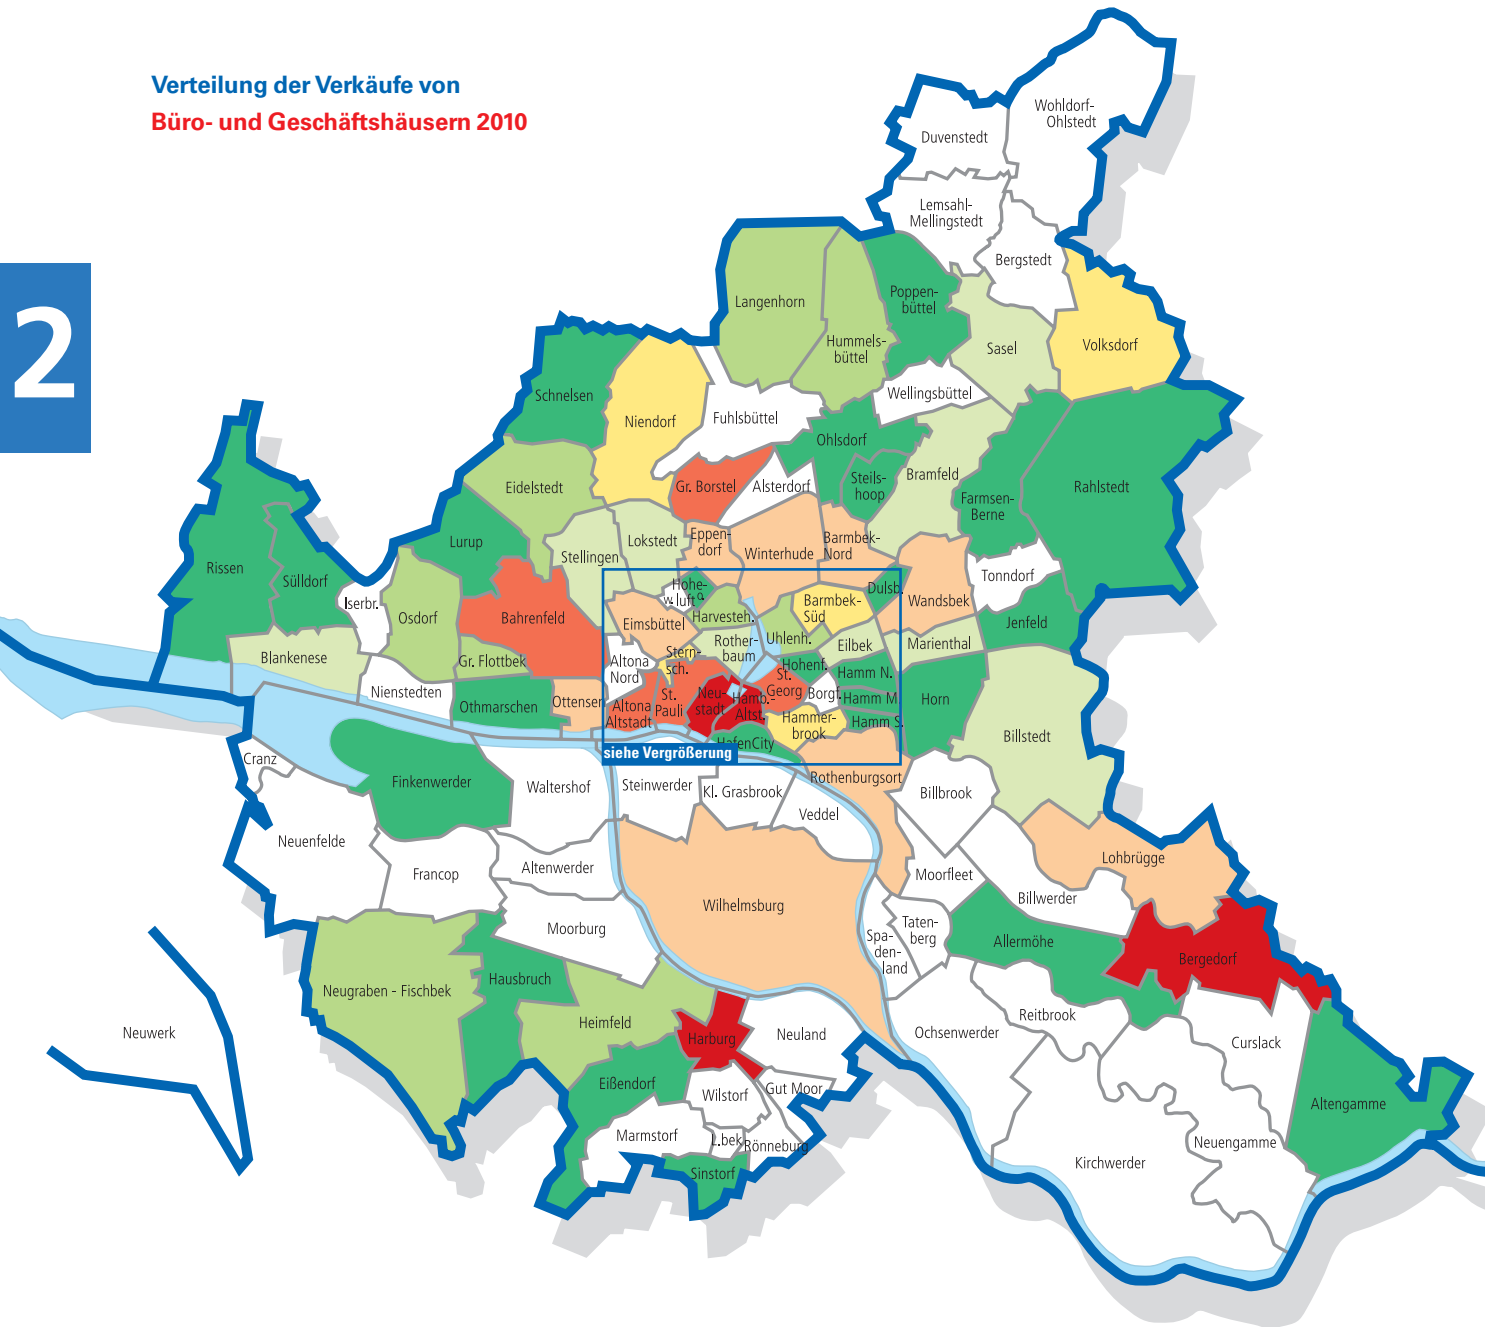 Verteilung der Verkäufe von
Büro- und Geschäftshäusern 2010
2
Wohldorf-
Ohlstedt
Duvenstedt
Lemsahl-
Mellingstedt
Bergstedt
Poppen-
büttel
Langenhorn
Hummels-
büttel
Sasel
Volksdorf
Schnelsen
Niendorf
Fuhlsbüttel
Wellingsbüttel
Ohlsdorf
Eidelstedt
Gr. Borstel
Alsterdorf
Steils-
hoop
Bramfeld
Farmsen-
Berne
Rahlstedt
Lurup
Stellingen
Lokstedt
Eppen-
dorf
Winterhude
Barmbek-
Nord
Tonndorf
Rissen
Sülldorf
Iserbr.
Osdorf
Bahrenfeld
Hohe-
w.luft o.
Dulsb.
Wandsbek
Barmbek-
Süd
Eimsbüttel
Harvesteh.
Jenfeld
Blankenese
Gr. Flottbek
Altona
Nord
Stern-
sch.
Rother-
baum
Uhlenh.
Eilbek
Marienthal
Nienstedten
Othmarschen
Ottensen
Altona
Altstadt
St.
Pauli
Neu-
stadt
Hamb.-
Altst.
St.
Georg
Hohenf.
Borgf.
Hamm N.
Hamm M.
Hamm S.
Horn
Hammer-
brook
HafenCity
Billstedt
siehe Vergrößerung
Cranz
Finkenwerder
Waltershof
Steinwerder
Kl. Grasbrook
Veddel
Rothenburgsort
Billbrook
Neuenfelde
Francop
Altenwerder
Moorfleet
Lohbrügge
Billwerder
Moorburg
Wilhelmsburg
Spa-
den-
land
Taten-
berg
Allermöhe
Bergedorf
Neugraben - Fischbek
Hausbruch
Heimfeld
Harburg
Neuland
Ochsenwerder
Reitbrook
Curslack
Neuwerk
Eißendorf
Wilstorf
Gut Moor
Altengamme
Marmstorf
L.bek
Rönneburg
Neuengamme
Kirchwerder
Sinstorf